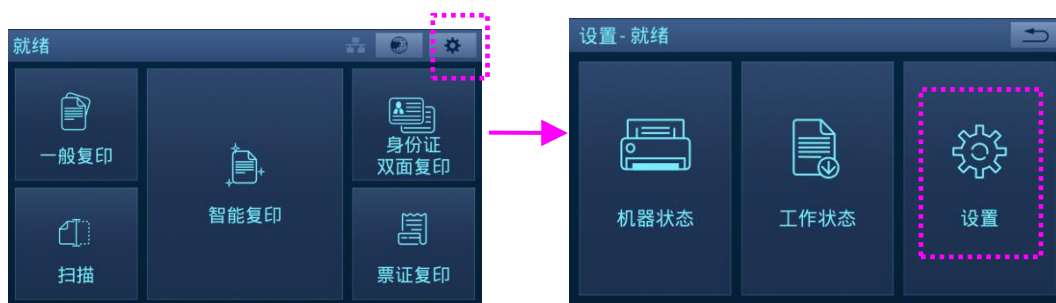 就绪
一般复印
扫描
智能复印
身份证
双面复印
票证复印
设置-就绪
机器状态
工作状态
设置